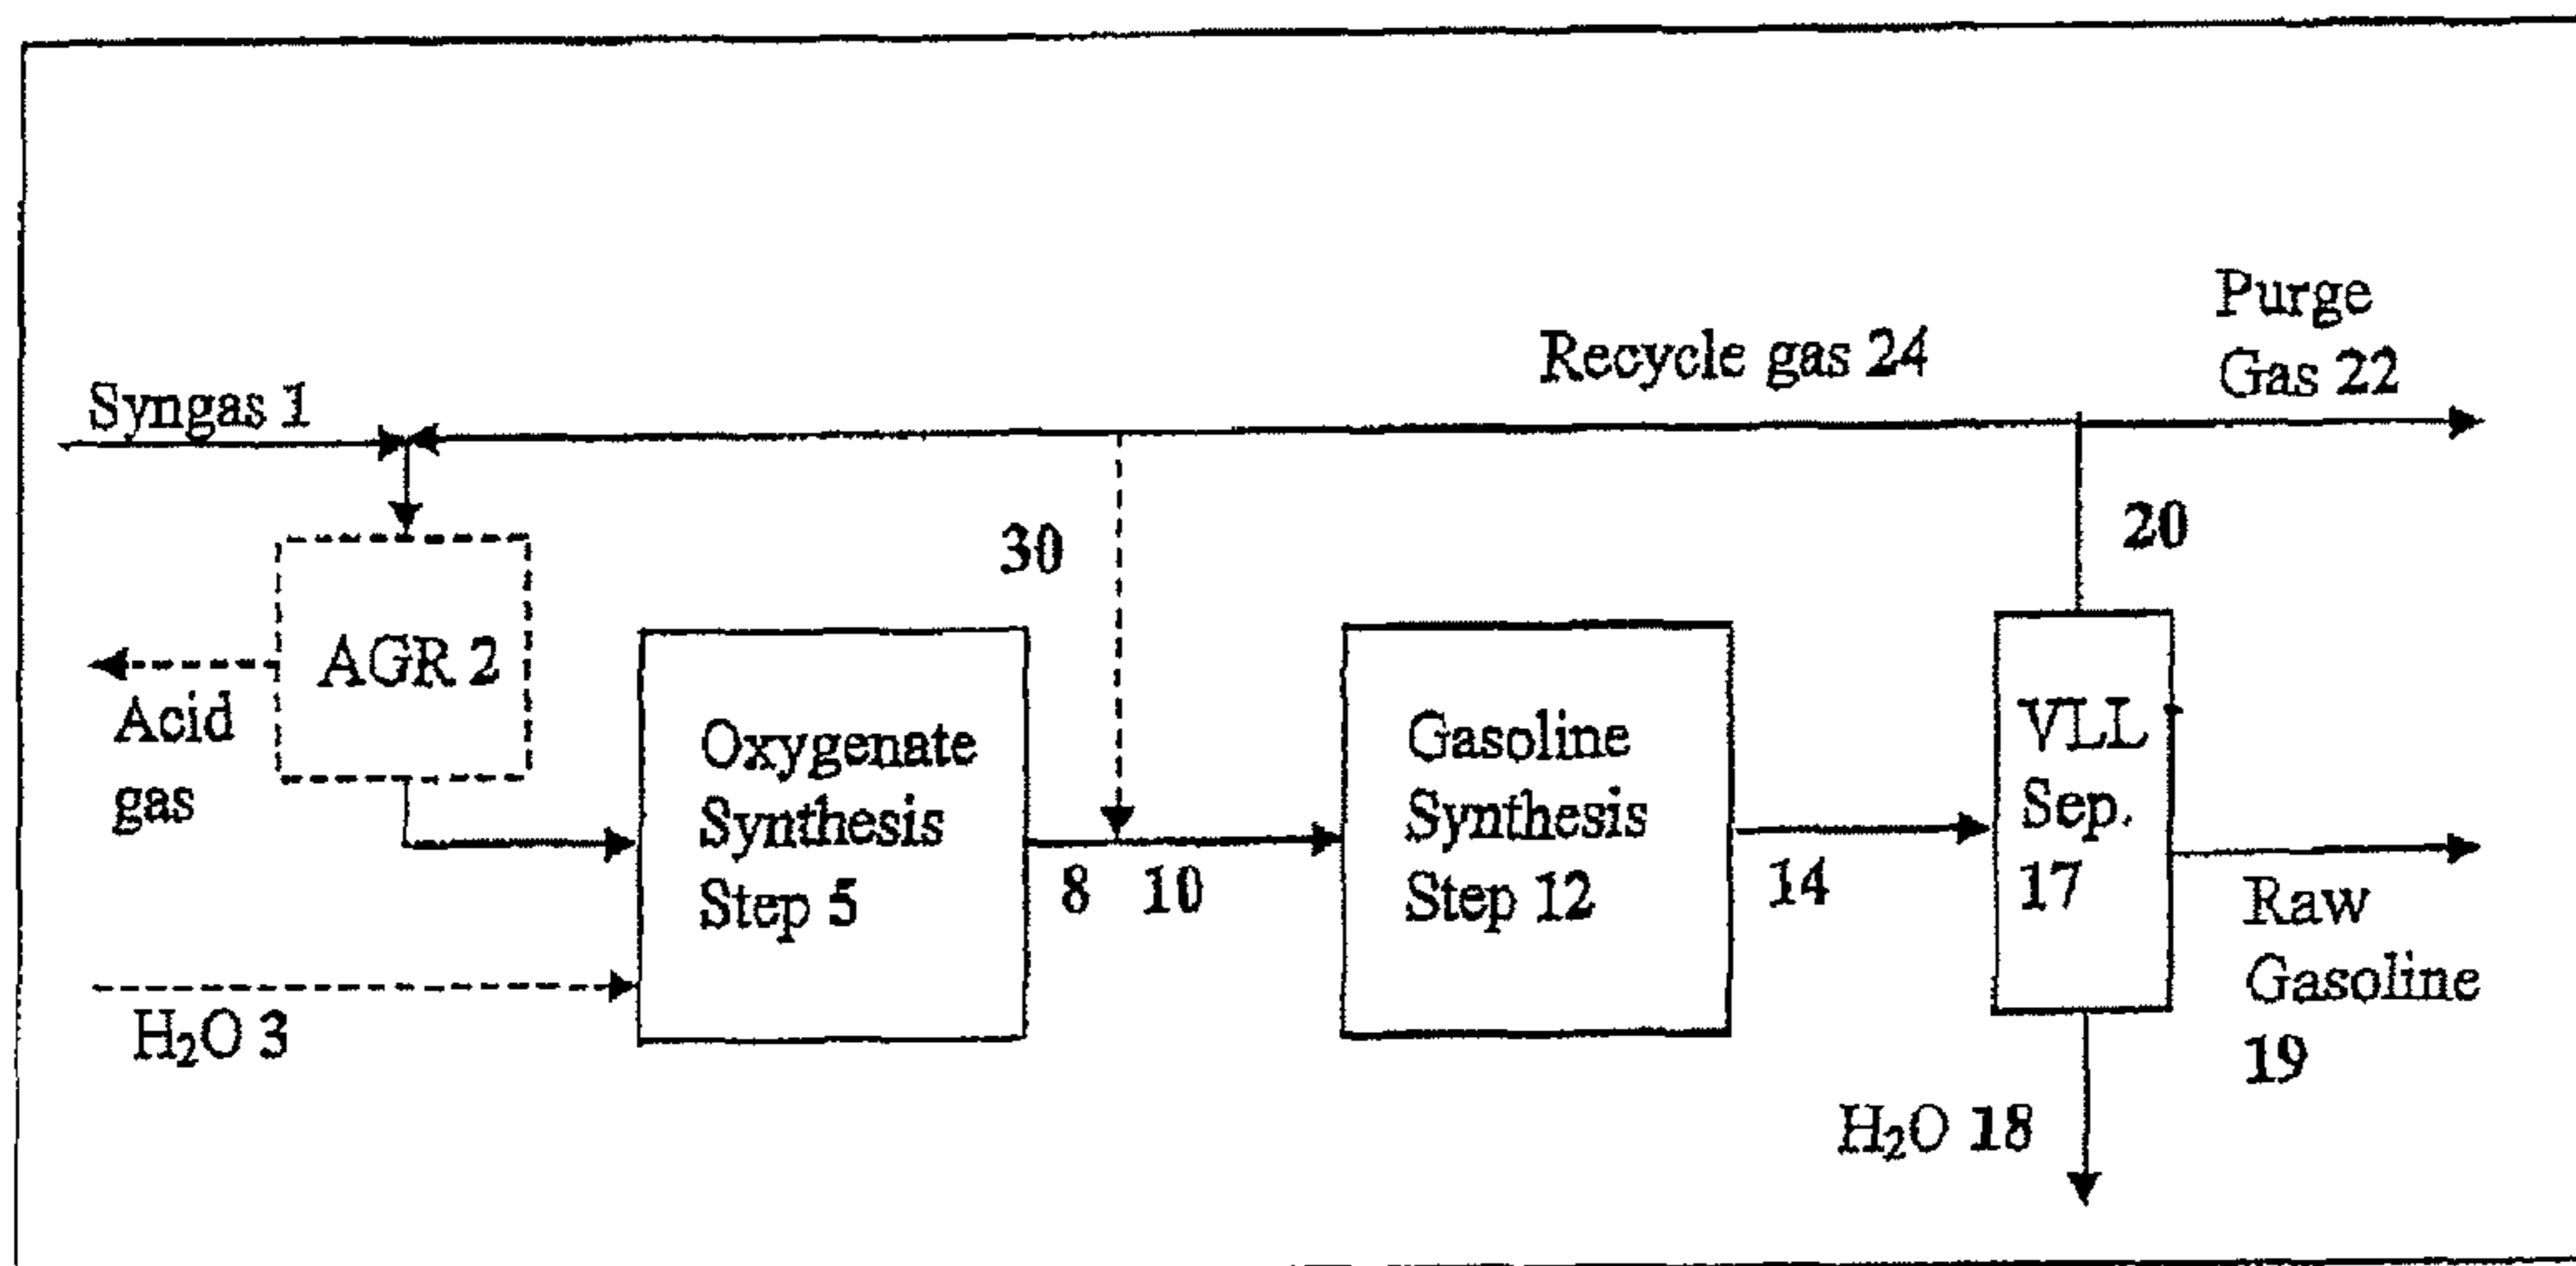 Purge
Gas 22
Recycle gas 24
Syngas 1
20
30
AGR 2
Acid
gas
Oxygenate
Synthesis
Step 5
8
10
Gasoline
Synthesis
Step 12
14
VLL
Sep.
17
Raw
Gasoline
19
H₂O 3
H₂O 18